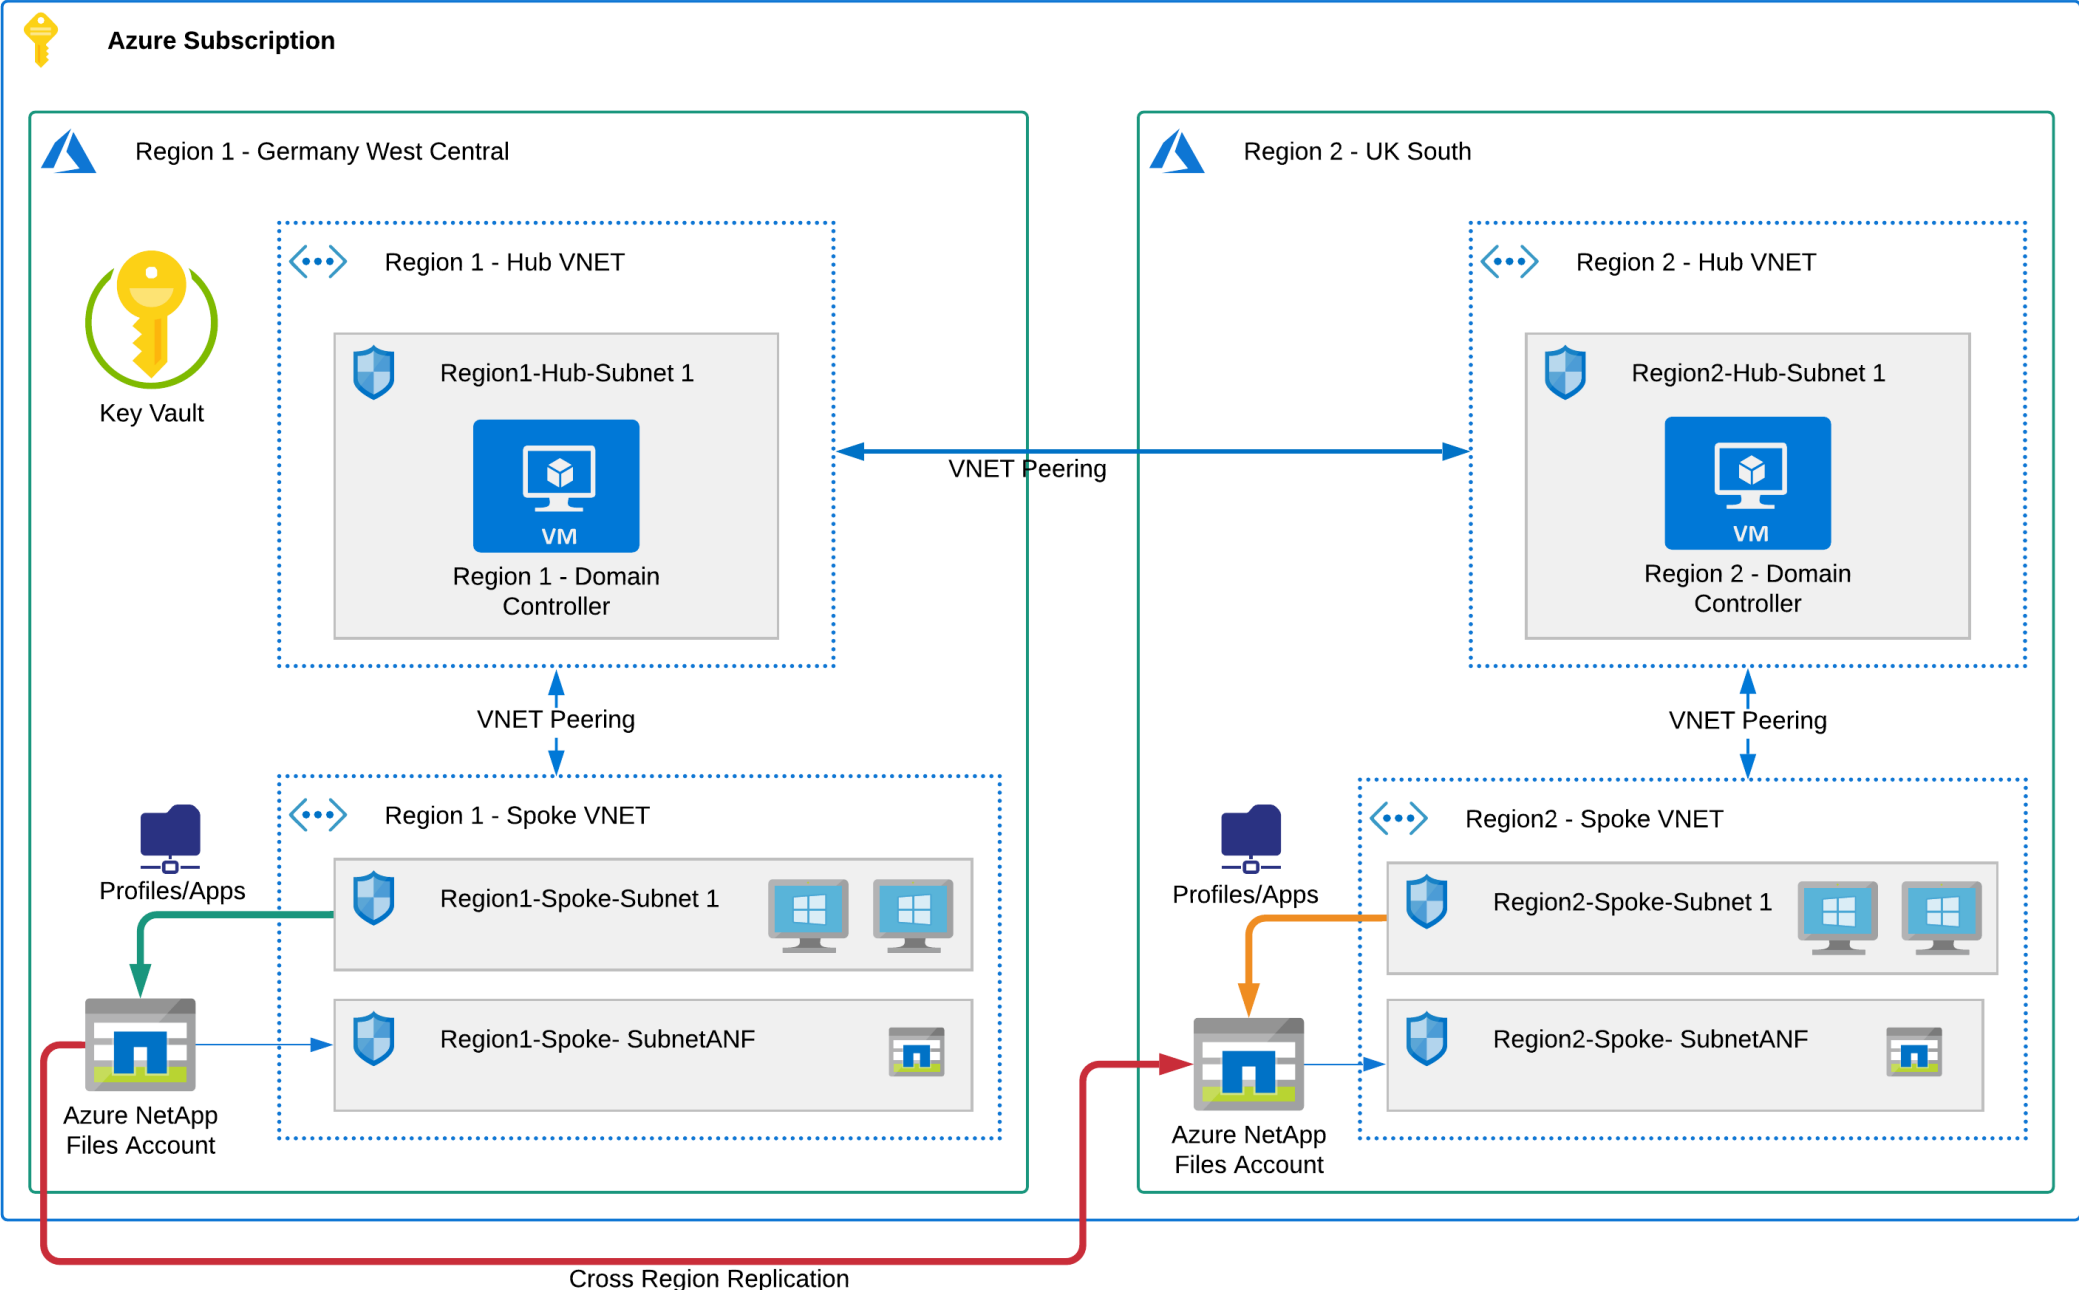 Azure Subscription
Region 1 - Germany West Central
Region 2 - UK South
Key Vault
Region 1 - Hub VNET
Region1-Hub-Subnet 1
VM
Region 1 - Domain
Controller
VNET Peering
Region 2 - Hub VNET
Region2-Hub-Subnet 1
VM
Region 2 - Domain
Controller
VNET Peering
VNET Peering
Profiles/Apps
Region 1 - Spoke VNET
Region1-Spoke-Subnet 1
Region1-Spoke- SubnetANF
Azure NetApp
Files Account
Profiles/Apps
Region2 - Spoke VNET
Region2-Spoke-Subnet 1
Region2-Spoke- SubnetANF
Azure NetApp
Files Account
Cross Region Replication